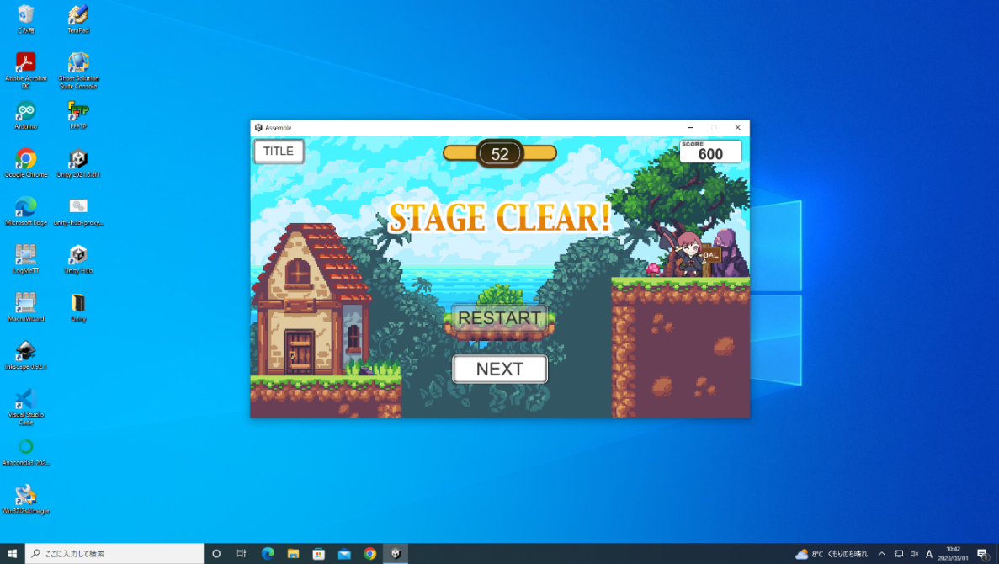 ごみ箱
TeraPad
Adobe Acrobat
DC
Ghost Solution
Suite Console
Arduino
FFFTP
Google Chrome
Unity 2021.3.8f1
Microsoft Edge
unity-hub-proxy...
LogMeTT
Unity Hub
MacroWizard
Unity
Inkscape 0.92.1
Visual Studio
Code
Anaconda3-202...
Win32DiskImager
Assemble
TITLE
52
SCORE
600
STAGE CLEAR!
OAL
RESTART
NEXT
ここに入力して検索
8°C くもりのち晴れ
A
10:42
2023/03/01